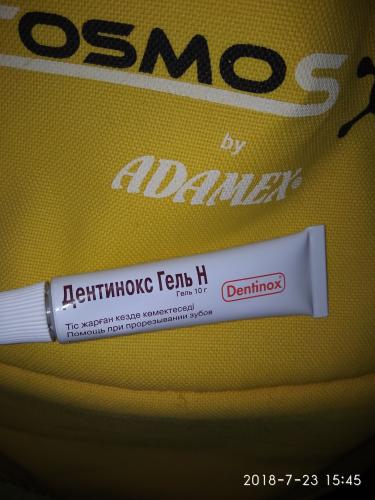 OSMOS
by
ADAMEX®
Дентинокс Гель Н
Гель 10 г
Dentinox®
Тіс жарған кезде көмектеседі
Помощь при прорезывании зубов
2018-7-23 15:45